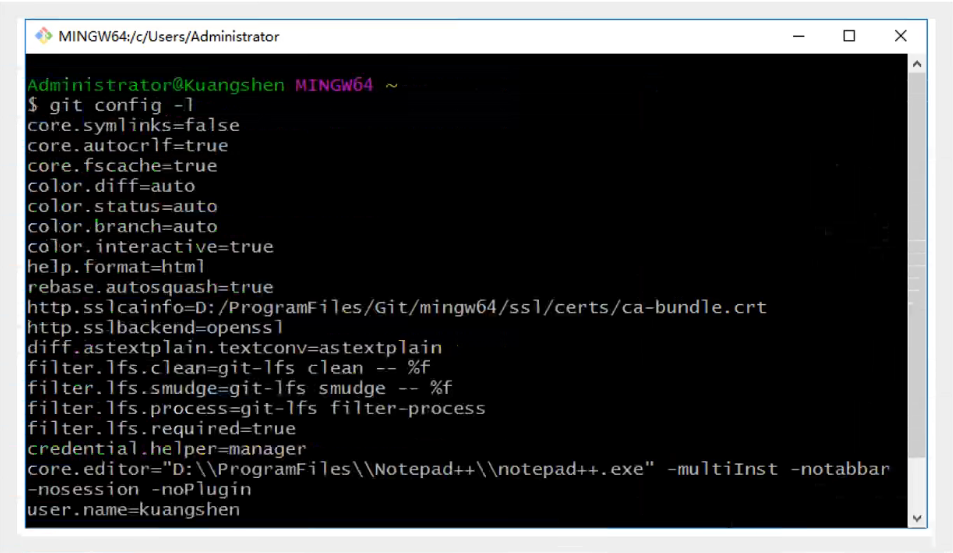 MINGW64:/c/Users/Administrator
Administrator@Kuangshen MINGW64 ~
$ git config -l
core.symlinks=false
core.autocrlf=true
core.fscache=true
color.diff=auto
color.status=auto
color.branch=auto
color.interactive=true
help.format=html
rebase.autosquash=true
http.sslcainfo=D:/ProgramFiles/Git/mingw64/ssl/certs/ca-bundle.crt
http.sslbackend=openssl
diff.astextplain.textconv=astextplain
filter.lfs.clean=git-lfs clean -- %f
filter.lfs.smudge=git-lfs smudge -- %f
filter.lfs.process=git-lfs filter-process
filter.lfs.required=true
credential.helper=manager
core.editor="D:\\ProgramFiles\\Notepad++\\notepad++.exe" -multiInst -notabbar
-nosession -noPlugin
user.name=kuangshen